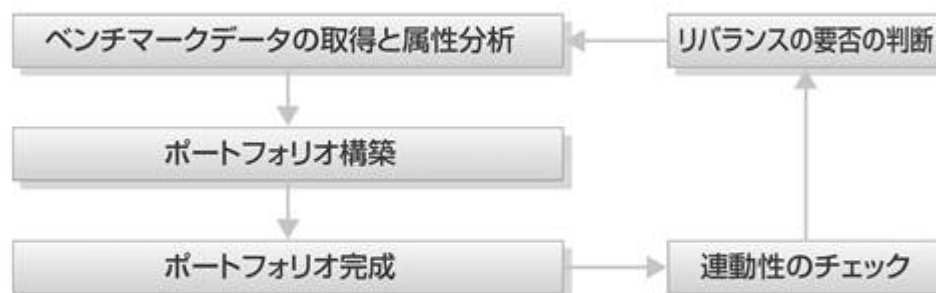 ベンチマークデータの取得と属性分析
リバランスの要否の判断
ポートフォリオ構築
ポートフォリオ完成
連動性のチェック